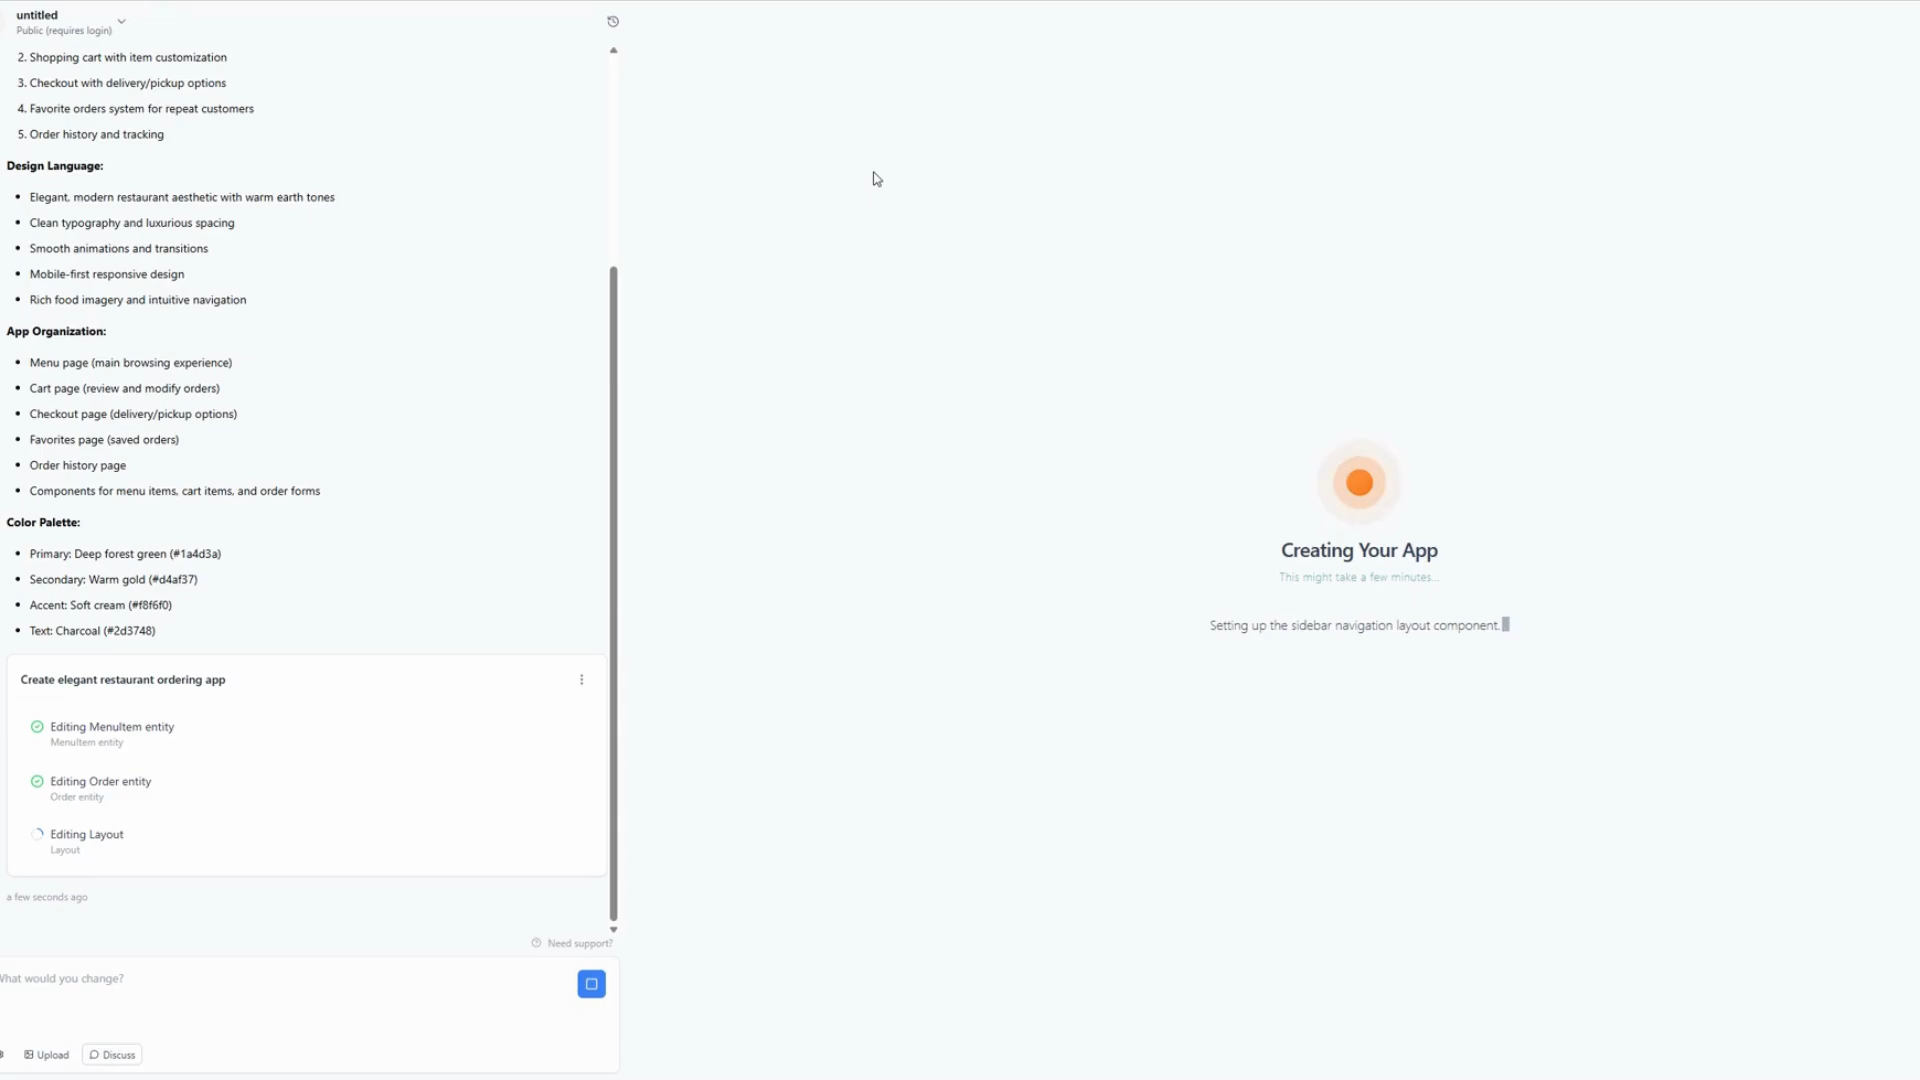 untitled
Public (requires login)
2. Shopping cart with item customization
3. Checkout with delivery/pickup options
4. Favorite orders system for repeat customers
5. Order history and tracking
Design Language:
• Elegant, modern restaurant aesthetic with warm earth tones
• Clean typography and luxurious spacing
• Smooth animations and transitions
• Mobile-first responsive design
• Rich food imagery and intuitive navigation
App Organization:
• Menu page (main browsing experience)
• Cart page (review and modify orders)
• Checkout page (delivery/pickup options)
• Favorites page (saved orders)
• Order history page
• Components for menu items, cart items, and order forms
Color Palette:
• Primary: Deep forest green (#1a4d3a)
• Secondary: Warm gold (#d4af37)
• Accent: Soft cream (#f8f6f0)
• Text: Charcoal (#2d3748)
Create elegant restaurant ordering app
Editing MenuItem entity
MenuItem entity
Editing Order entity
Order entity
Editing Layout
Layout
a few seconds ago
Need support?
What would you change?
Upload
Discuss
Creating Your App
This might take a few minutes...
Setting up the sidebar navigation layout component.